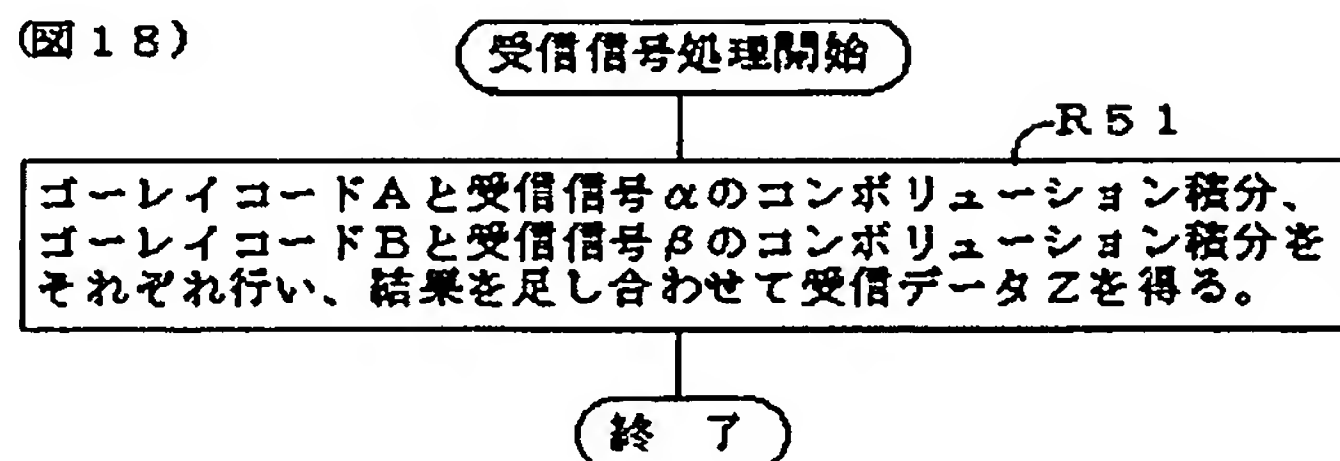 (図18)
受信信号処理開始
R51
ゴーレイコードAと受信信号αのコンボリューション積分、
ゴーレイコードBと受信信号βのコンボリューション積分を
それぞれ行い、結果を足し合わせて受信データZを得る。
終 了